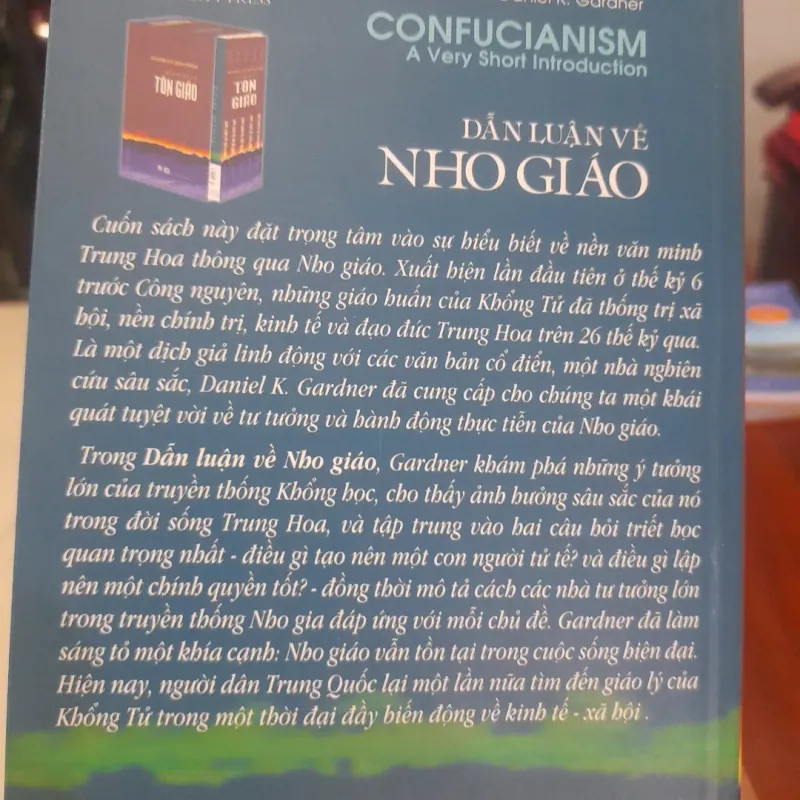 PRESS
Daniel K. Gardner
CONFUCIANISM
A Very Short Introduction
TÔN GIÁO
TÔN
GIÁO
DẪN LUẬN VỀ
NHO GIÁO
Cuốn sách này đặt trọng tâm vào sự hiểu biết về nền văn minh
Trung Hoa thông qua Nho giáo. Xuất hiện lần đầu tiên ở thế kỷ 6
trước Công nguyên, những giáo huấn của Khổng Tử đã thống trị xã
hội, nền chính trị, kinh tế và đạo đức Trung Hoa trên 26 thế kỷ qua.
Là một dịch giả linh động với các văn bản cổ điển, một nhà nghiên
cứu sâu sắc, Daniel K. Gardner đã cung cấp cho chúng ta một khái
quát tuyệt vời về tư tưởng và hành động thực tiễn của Nho giáo.
Trong Dẫn luận về Nho giáo, Gardner khám phá những ý tưởng
lớn của truyền thống Khổng học, cho thấy ảnh hưởng sâu sắc của nó
trong đời sống Trung Hoa, và tập trung vào hai câu hỏi triết học
quan trọng nhất - điều gì tạo nên một con người tử tế? và điều gì lập
nên một chính quyền tốt? - đồng thời mô tả cách các nhà tư tưởng lớn
trong truyền thống Nho gia đáp ứng với mỗi chủ đề. Gardner đã làm
sáng tỏ một khía cạnh: Nho giáo vẫn tồn tại trong cuộc sống hiện đại.
Hiện nay, người dân Trung Quốc lại một lần nữa tìm đến giáo lý của
Khổng Tử trong một thời đại đầy biến động về kinh tế - xã hội .